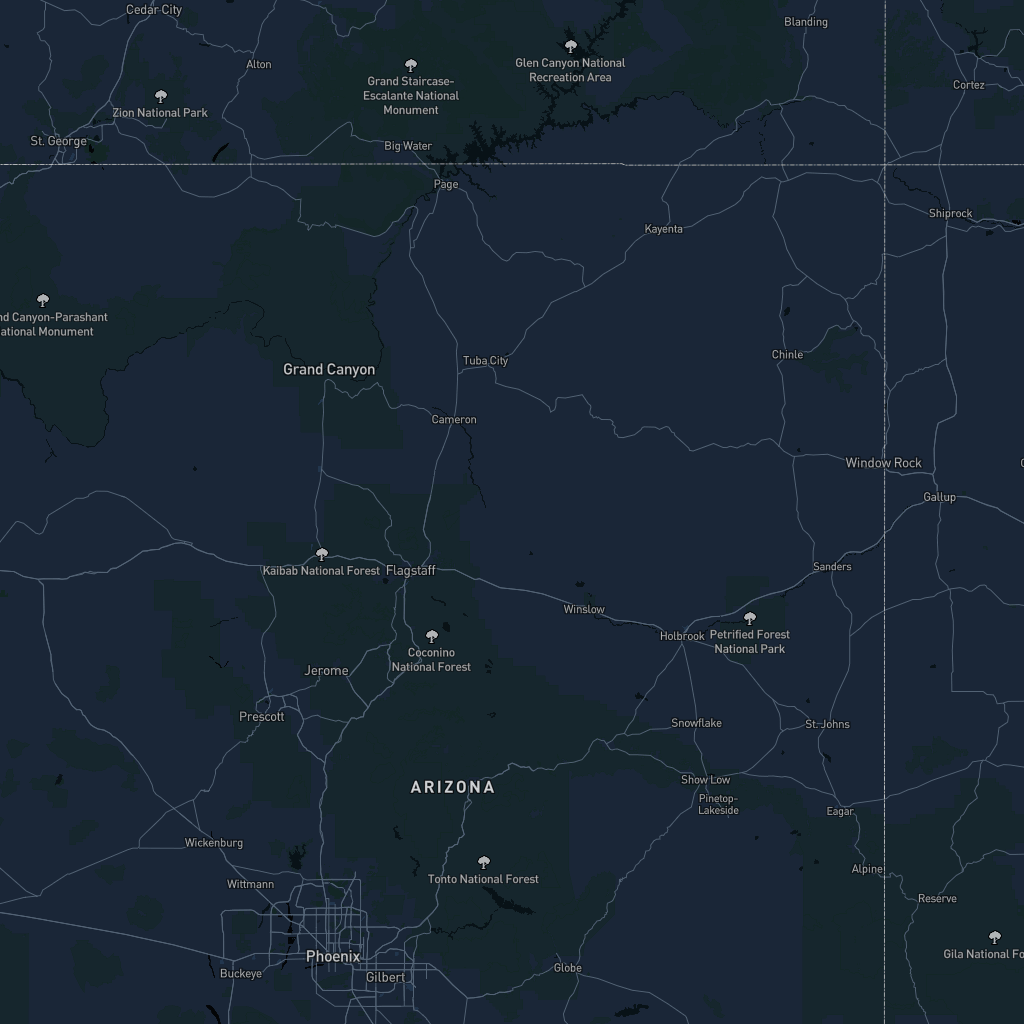 Cedar City
Blanding
Alton
Glen Canyon National
Recreation Area
Grand Staircase-
Escalante National
Monument
Cortez
Zion National Park
St. George
Big Water
Page
Shiprock
Kayenta
nd Canyon-Parashant
ational Monument
Chinle
Tuba City
Grand Canyon
Cameron
Window Rock
Gallup
Kaibab National Forest
Flagstaff
Sanders
Winslow
Holbrook
Petrified Forest
National Park
Coconino
National Forest
Jerome
Prescott
Snowflake
St. Johns
ARIZONA
Show Low
Pinetop-
Lakeside
Eagar
Wickenburg
Alpine
Tonto National Forest
Wittmann
Reserve
Phoenix
Gila National Fo
Buckeye
Gilbert
Globe